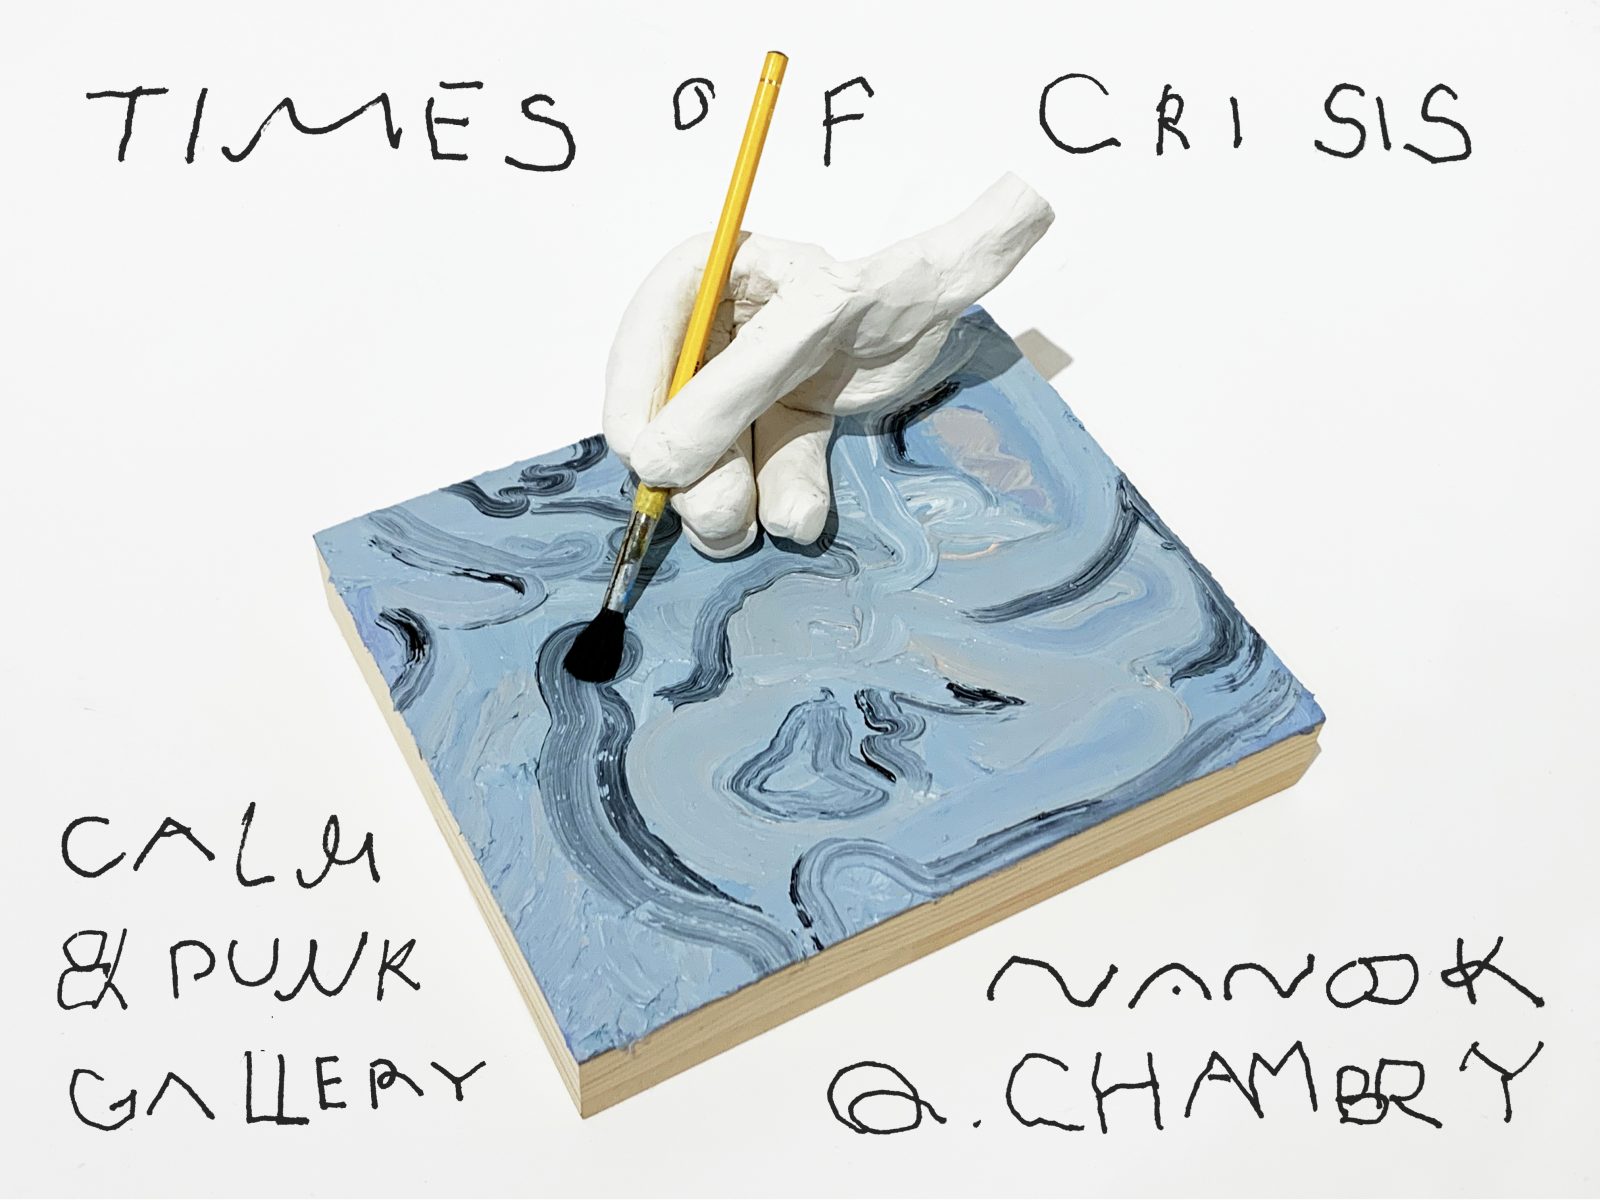 TIMES OF CRISIS
CALM
& PUNK
GALLERY
NANOOK
Q.CHAMBRY